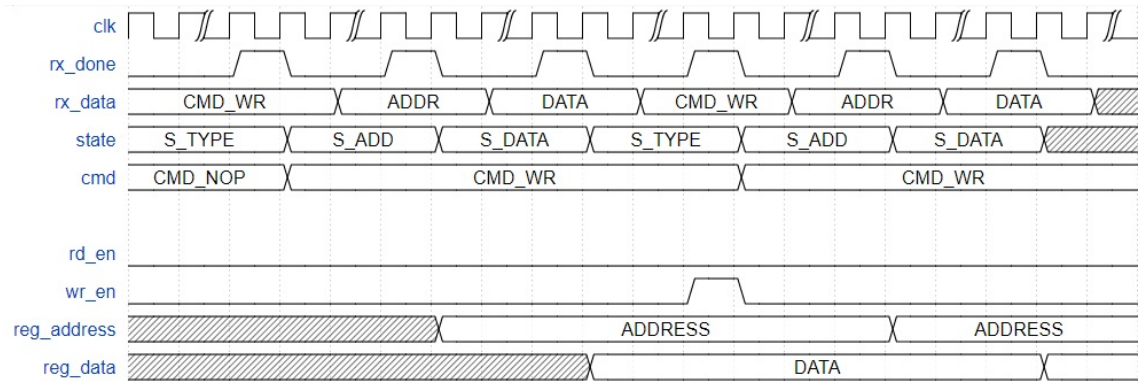 clk
rx_done
rx_data CMD_WR ADDR DATA CMD_WR ADDR DATA
state S_TYPE S_ADD S_DATA S_TYPE S_ADD S_DATA
cmd CMD_NOP CMD_WR CMD_WR
rd_en
wr_en
reg_address ADDRESS ADDRESS
reg_data DATA